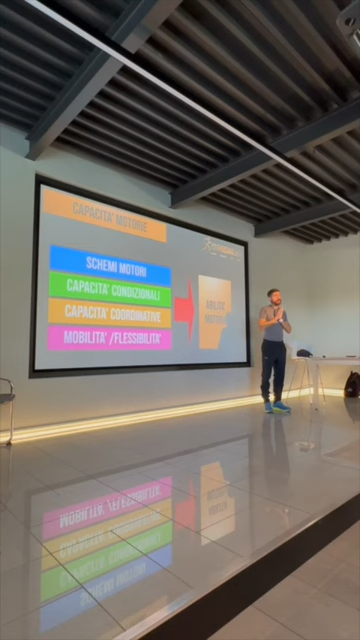 CAPACITA' MOTORIE
SCHEMI MOTORI
CAPACITA' CONDIZIONALI
CAPACITA' COORDINATIVE
MOBILITA' /FLESSIBILITA'